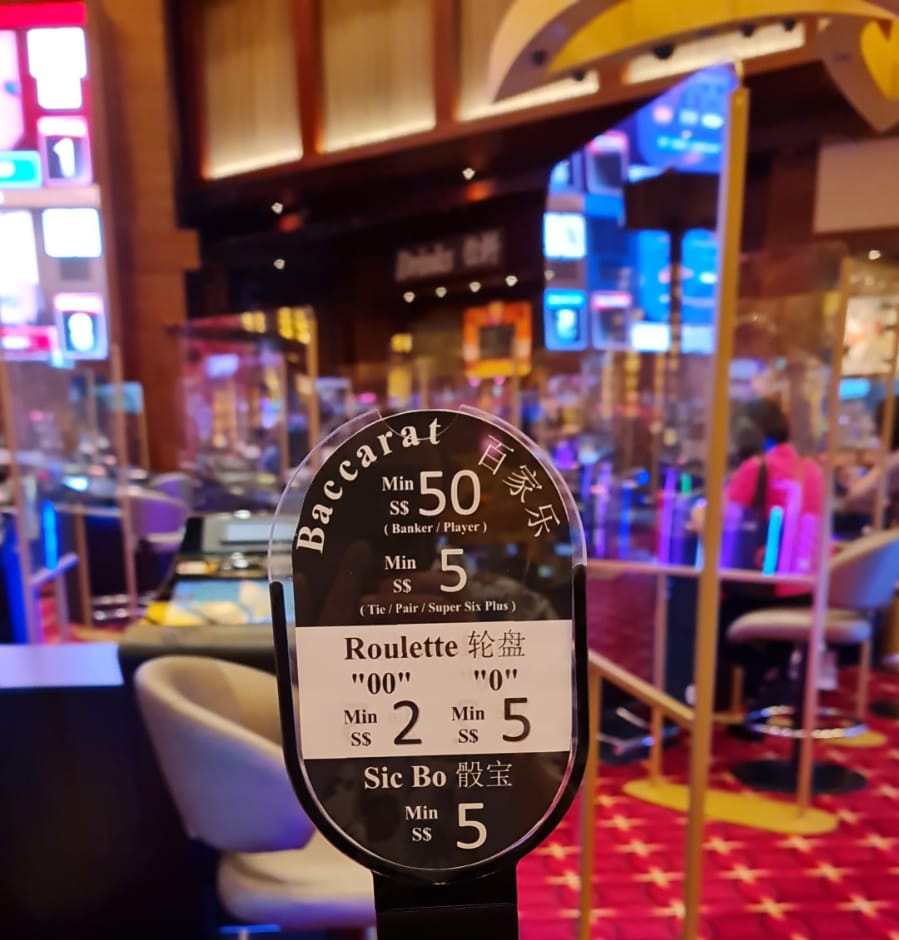 Baccarat 百家乐
Min S$ 50
( Banker / Player )
Min S$ 5
( Tie / Pair / Super Six Plus )
Roulette 轮盘
"00" "0"
Min S$ 2 Min S$ 5
Sic Bo 骰宝
Min S$ 5
Drinks
1